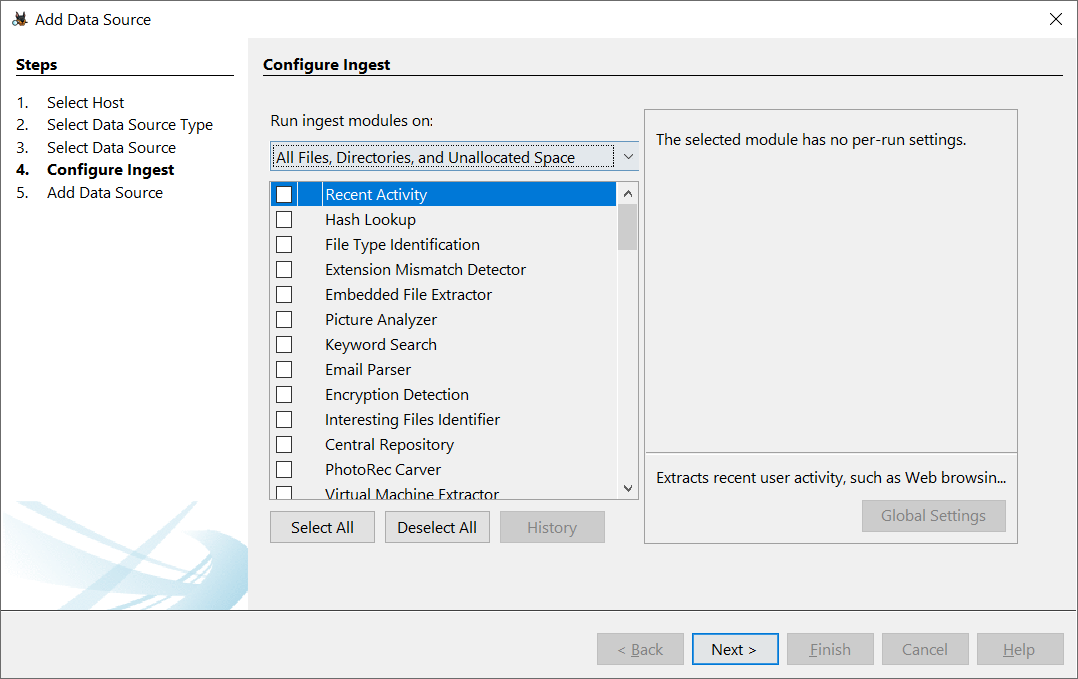 Add Data Source
Steps
1. Select Host
2. Select Data Source Type
3. Select Data Source
4. Configure Ingest
5. Add Data Source
Configure Ingest
Run ingest modules on:
All Files, Directories, and Unallocated Space
Recent Activity
Hash Lookup
File Type Identification
Extension Mismatch Detector
Embedded File Extractor
Picture Analyzer
Keyword Search
Email Parser
Encryption Detection
Interesting Files Identifier
Central Repository
PhotoRec Carver
Virtual Machine Extractor
Select All Deselect All History
The selected module has no per-run settings.
Extracts recent user activity, such as Web browsin...
Global Settings
< Back Next > Finish Cancel Help